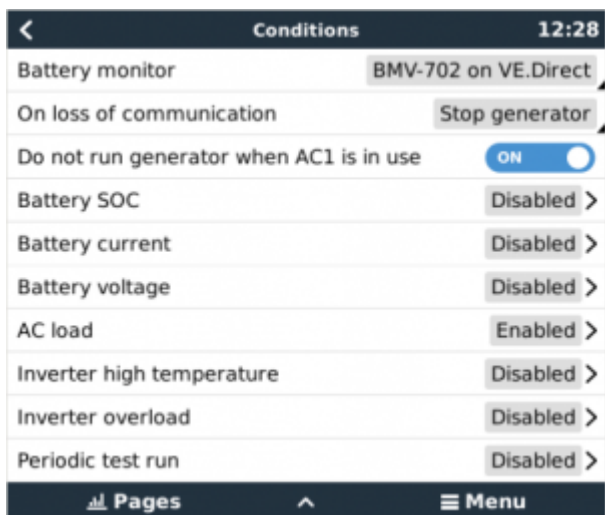 Conditions 12:28
Battery monitor BMV-702 on VE.Direct
On loss of communication Stop generator
Do not run generator when AC1 is in use ON
Battery SOC Disabled
Battery current Disabled
Battery voltage Disabled
AC load Enabled
Inverter high temperature Disabled
Inverter overload Disabled
Periodic test run Disabled
Pages Menu